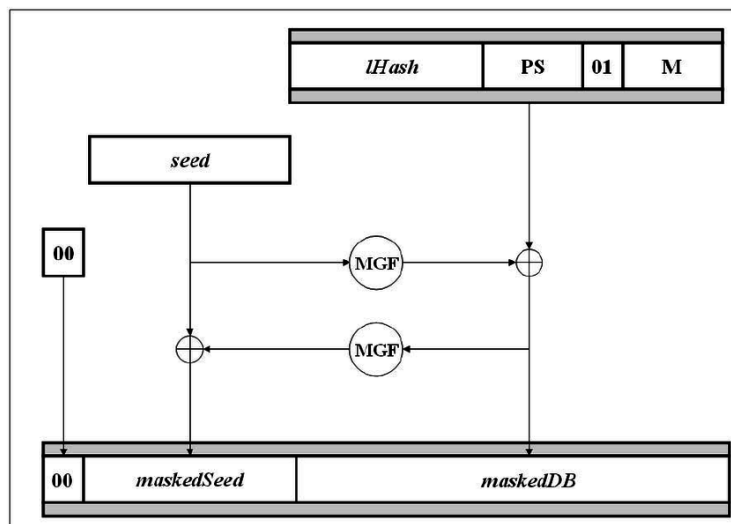 lHash PS 01 M
seed
00
MGF
MGF
00 maskedSeed maskedDB